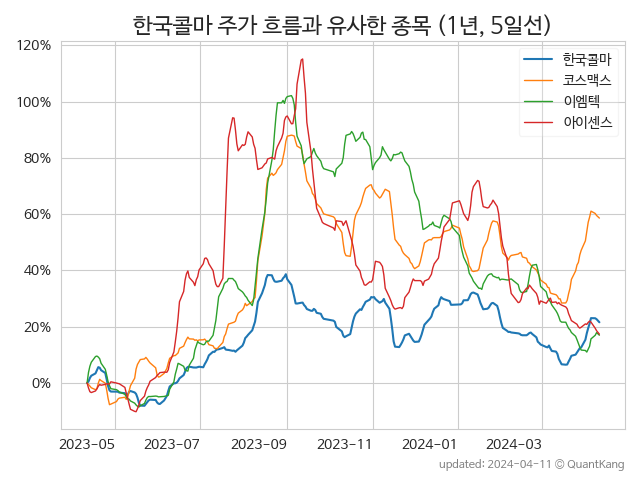 한국콜마 주가 흐름과 유사한 종목 (1년, 5일선)
한국콜마
코스맥스
이엠텍
아이센스
120%
100%
80%
60%
40%
20%
0%
2023-05 2023-07 2023-09 2023-11 2024-01 2024-03
updated: 2024-04-11 © QuantKang